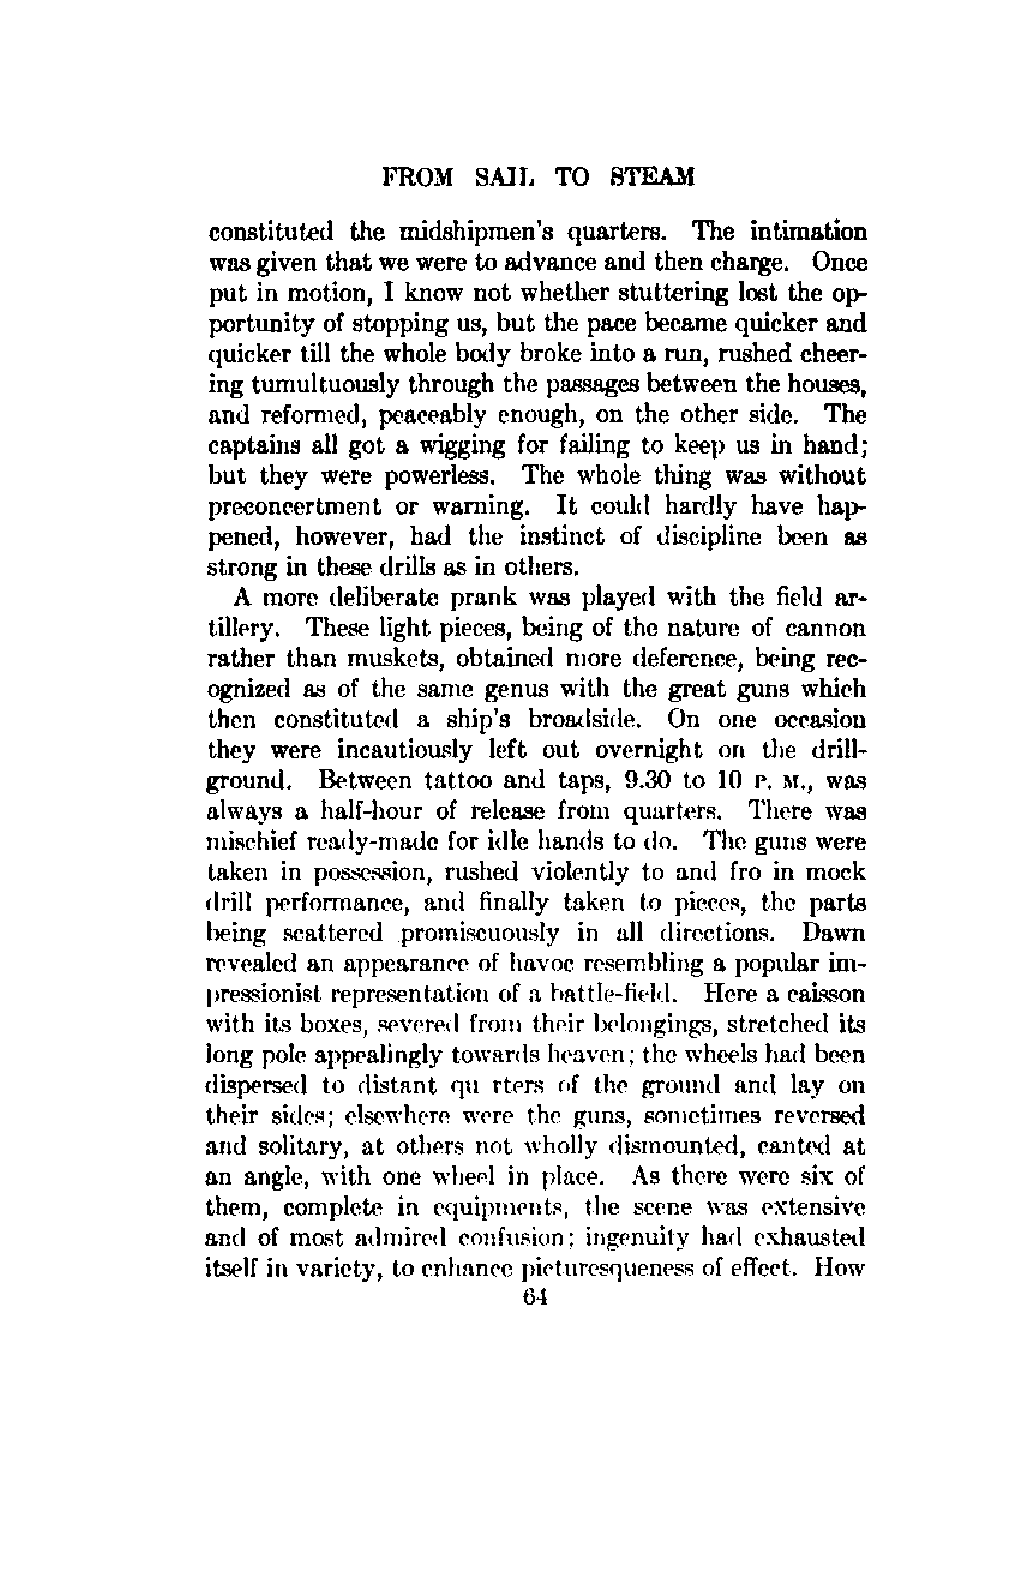 FROM SAIL TO STEAM
constituted the midshipmen's quarters. The intimation
was given that we were to advance and then charge. Once
put in motion, I know not whether stuttering lost the op-
portunity of stopping us, but the pace became quicker and
quicker till the whole body broke into a run, rushed cheer-
ing tumultuously through the passages between the houses,
and reformed, peaceably enough, on the other side. The
captains all got a wigging for failing to keep us in hand;
but they were powerless. The whole thing was without
preconcertment or warning. It could hardly have hap-
pened, however, had the instinct of discipline been as
strong in these drills as in others.
A more deliberate prank was played with the field ar-
tillery. These light pieces, being of the nature of cannon
rather than muskets, obtained more deference, being rec-
ognized as of the same genus with the great guns which
then constituted a ship's broadside. On one occasion
they were incautiously left out overnight on the drill-
ground. Between tattoo and taps, 9.30 to 10 P. M., was
always a half-hour of release from quarters. There was
mischief ready-made for idle hands to do. The guns were
taken in possession, rushed violently to and fro in mock
drill performance, and finally taken to pieces, the parts
being scattered promiscuously in all directions. Dawn
revealed an appearance of havoc resembling a popular im-
pressionist representation of a battle-field. Here a caisson
with its boxes, severed from their belongings, stretched its
long pole appealingly towards heaven; the wheels had been
dispersed to distant qu rters of the ground and lay on
their sides; elsewhere were the guns, sometimes reversed
and solitary, at others not wholly dismounted, canted at
an angle, with one wheel in place. As there were six of
them, complete in equipments, the scene was extensive
and of most admired confusion; ingenuity had exhausted
itself in variety, to enhance picturesqueness of effect. How
64